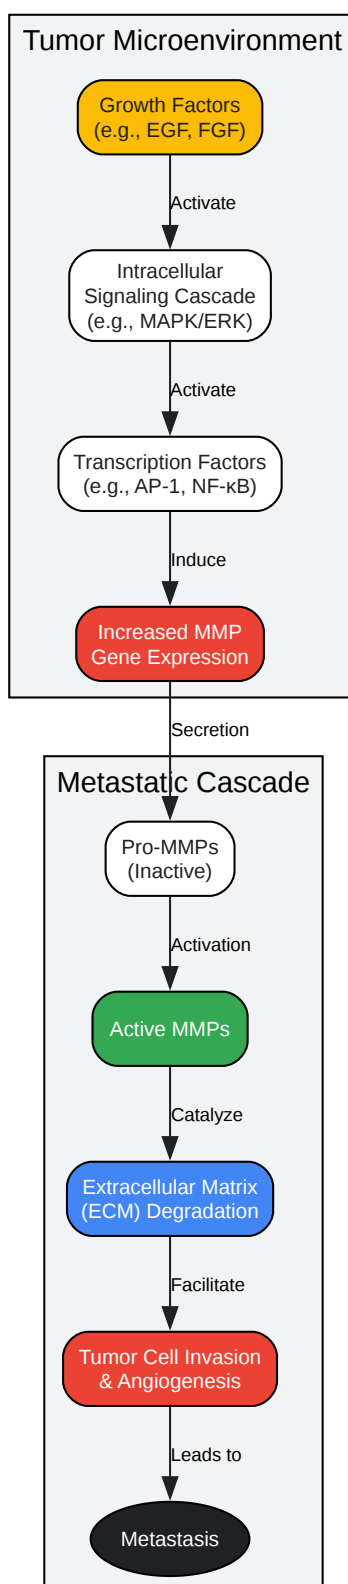 Tumor Microenvironment
Growth Factors
(e.g., EGF, FGF)
Activate
Intracellular
Signaling Cascade
(e.g., MAPK/ERK)
Activate
Transcription Factors
(e.g., AP-1, NF-κB)
Induce
Increased MMP
Gene Expression
Secretion
Metastatic Cascade
Pro-MMPs
(Inactive)
Activation
Active MMPs
Catalyze
Extracellular Matrix
(ECM) Degradation
Facilitate
Tumor Cell Invasion
& Angiogenesis
Leads to
Metastasis